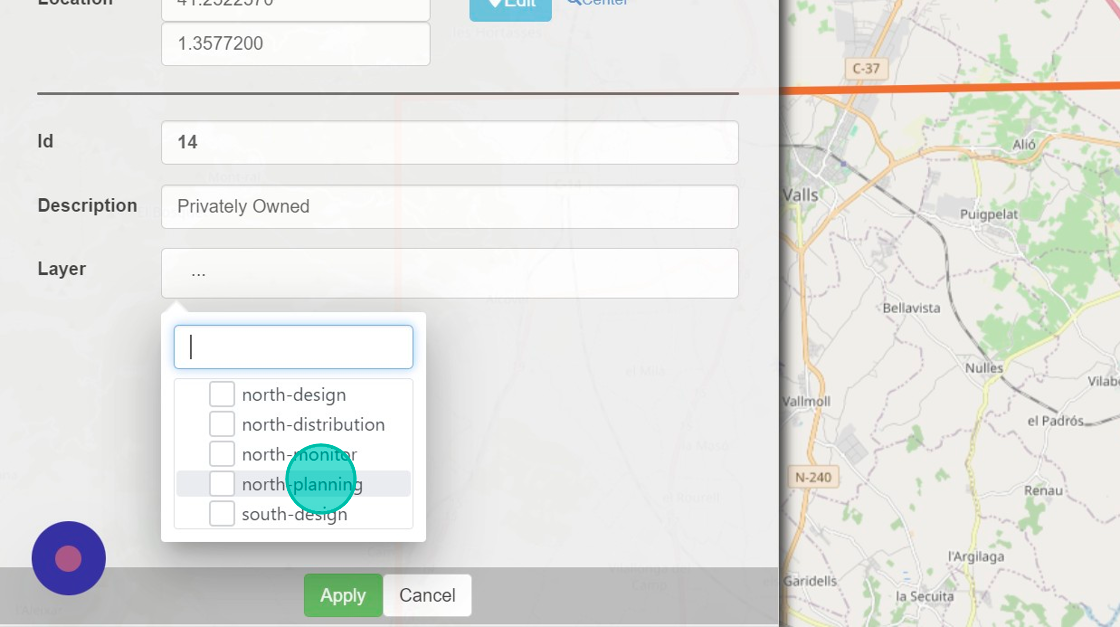 Location
41.2522570
Edit
Center
1.3577200
Id
14
Description
Privately Owned
Layer
...
north-design
north-distribution
north-monitor
north-planning
south-design
Apply
Cancel
C-37
Alió
Valls
Puigpelat
Bellavista
Nulles
Vilabe
Vallmoll
el Padrós
N-240
Renau
l'Argilaga
Garidells
la Secuita